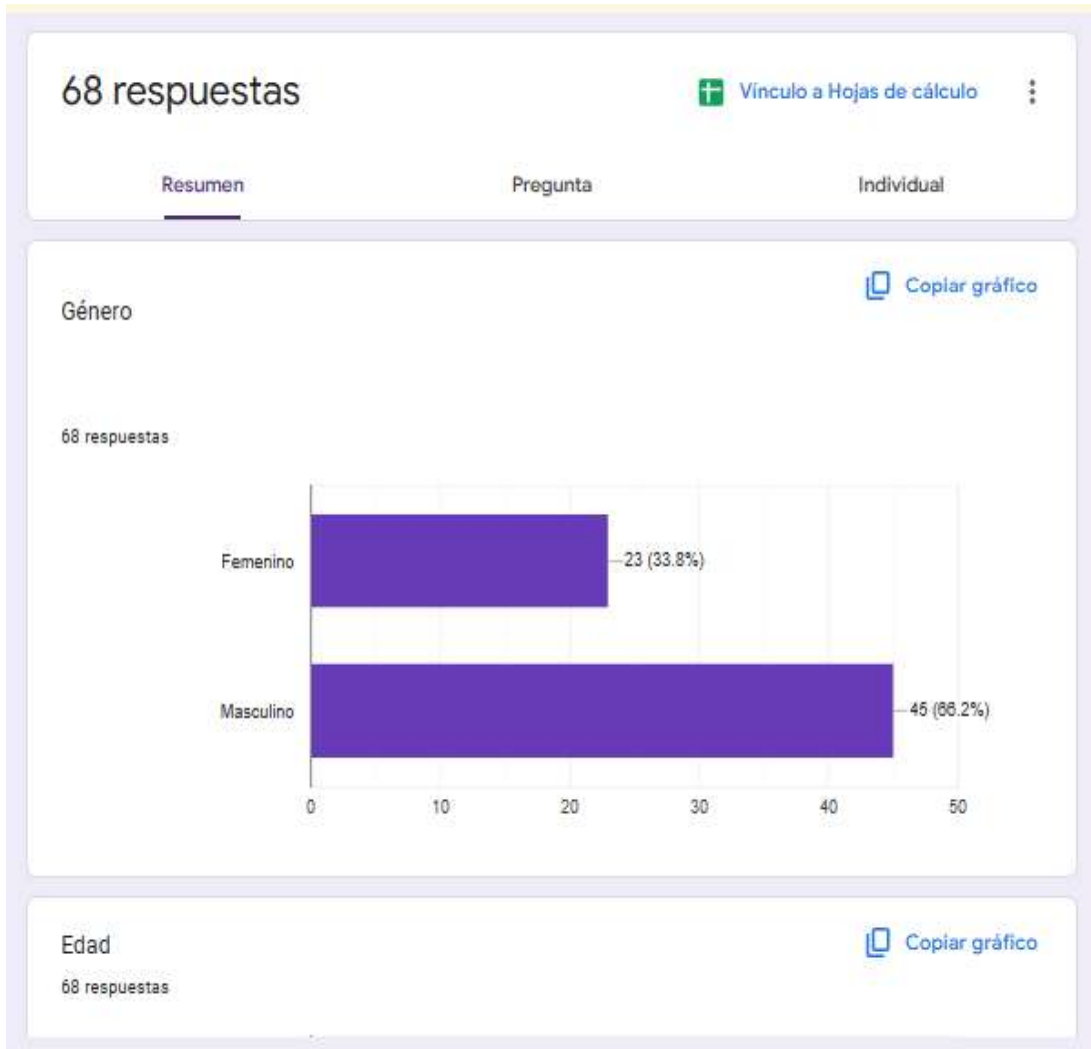 68 respuestas
Vínculo a Hojas de cálculo
Resumen Pregunta Individual
Copiar gráfico
Género
68 respuestas
Femenino
23 (33.8%)
Masculino
45 (66.2%)
0 10 20 30 40 50
Edad
Copiar gráfico
68 respuestas